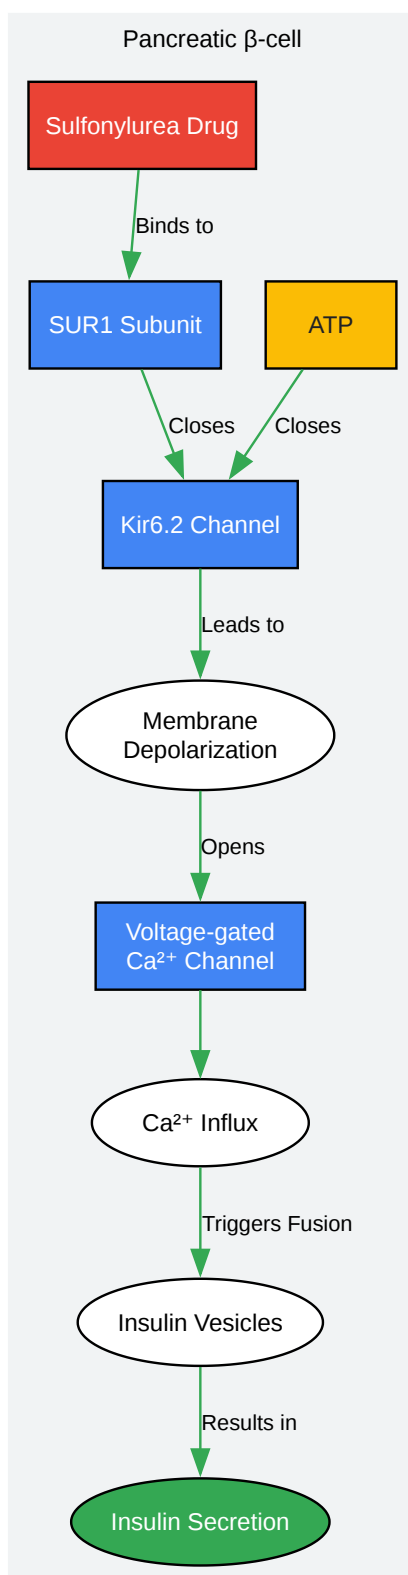 Pancreatic β-cell
Sulfonylurea Drug
Binds to
SUR1 Subunit
ATP
Closes
Closes
Kir6.2 Channel
Leads to
Membrane
Depolarization
Opens
Voltage-gated
Ca²⁺ Channel
Ca²⁺ Influx
Triggers Fusion
Insulin Vesicles
Results in
Insulin Secretion